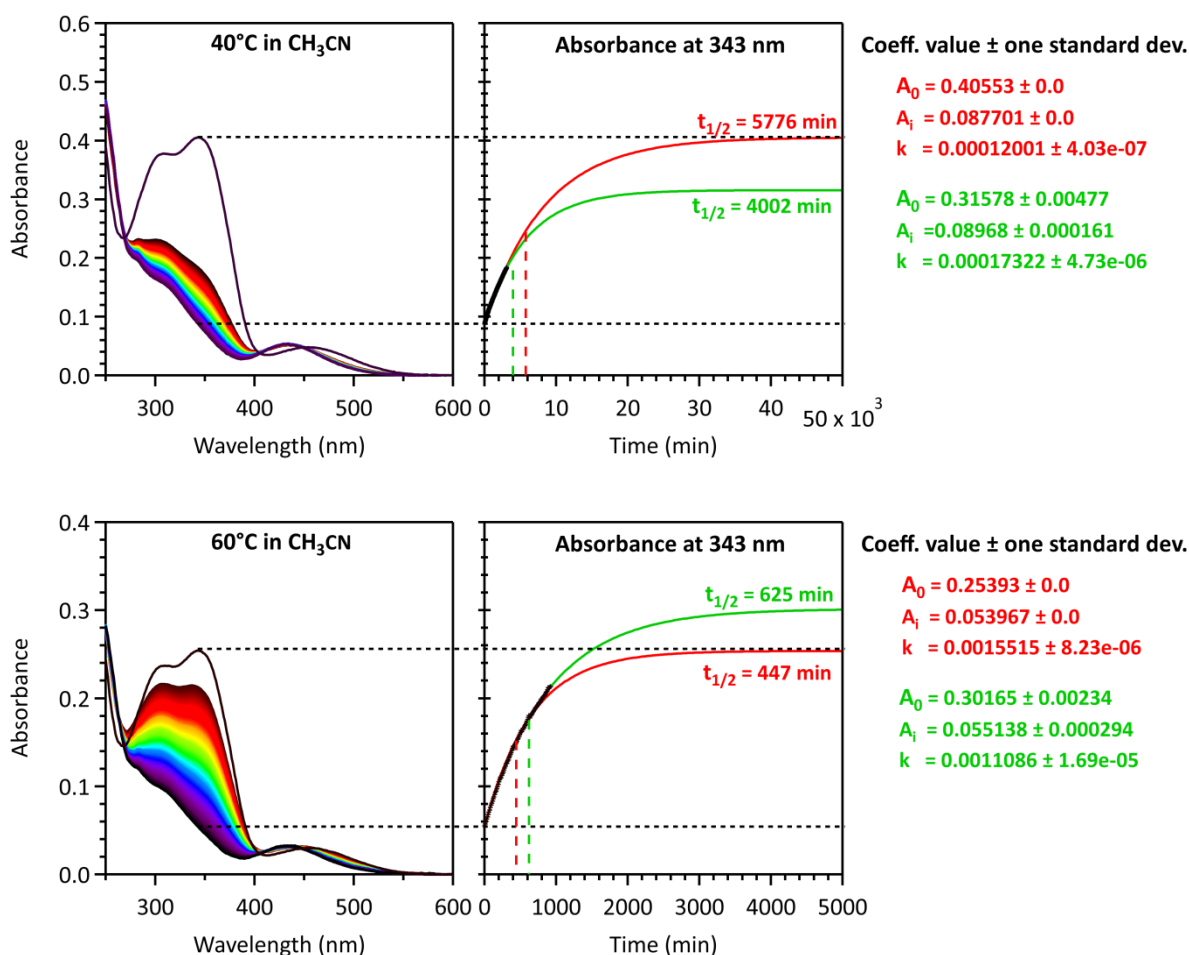 40°C in CH3CN
Absorbance at 343 nm
Coeff. value ± one standard dev.
0.6
0.5
0.4
0.3
0.2
0.1
0.0
Absorbance
300
400
500
600
Wavelength (nm)
t1/2 = 5776 min
t1/2 = 4002 min
0
10
20
30
40
50 x 10³
Time (min)
A0 = 0.40553 ± 0.0
Ai = 0.087701 ± 0.0
k = 0.00012001 ± 4.03e-07
A0 = 0.31578 ± 0.00477
Ai =0.08968 ± 0.000161
k = 0.00017322 ± 4.73e-06
60°C in CH3CN
Absorbance at 343 nm
Coeff. value ± one standard dev.
0.4
0.3
0.2
0.1
0.0
Absorbance
300
400
500
600
Wavelength (nm)
t1/2 = 625 min
t1/2 = 447 min
0
1000
2000
3000
4000
5000
Time (min)
A0 = 0.25393 ± 0.0
Ai = 0.053967 ± 0.0
k = 0.0015515 ± 8.23e-06
A0 = 0.30165 ± 0.00234
Ai = 0.055138 ± 0.000294
k = 0.0011086 ± 1.69e-05